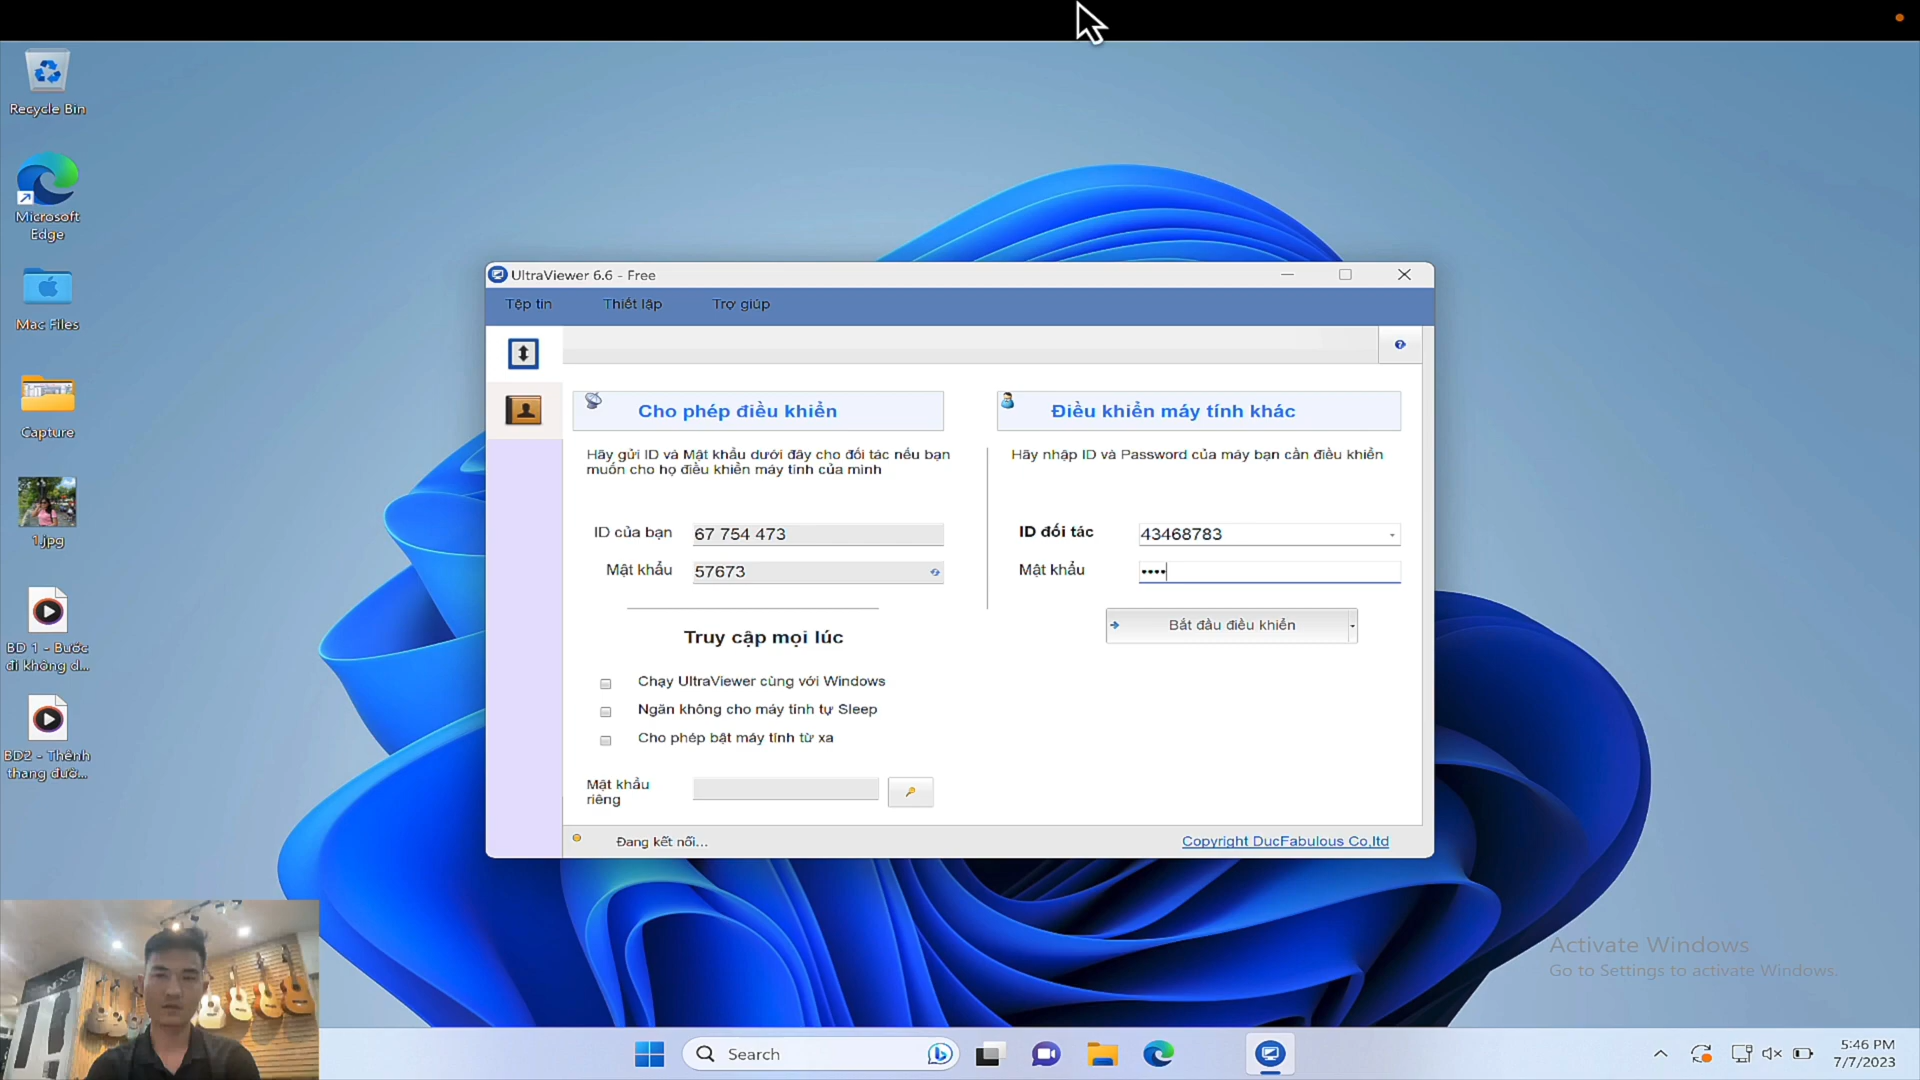 Recycle Bin
Microsoft
Edge
Mac Files
Capture
1.jpg
BD 1 - Bước
đi không d...
BD2 - Thênh
thang đườ...
UltraViewer 6.6 - Free
Tệp tin
Thiết lập
Trợ giúp
Cho phép điều khiển
Hãy gửi ID và Mật khẩu dưới đây cho đối tác nếu bạn
muốn cho họ điều khiển máy tính của mình
ID của bạn
67 754 473
Mật khẩu
57673
Truy cập mọi lúc
Chạy UltraViewer cùng với Windows
Ngăn không cho máy tính tự Sleep
Cho phép bật máy tính từ xa
Mật khẩu
riêng
Điều khiển máy tính khác
Hãy nhập ID và Password của máy bạn cần điều khiển
ID đối tác
43468783
Mật khẩu
••••
Bắt đầu điều khiển
Đang kết nối...
Copyright DucFabulous Co,ltd
Activate Windows
Go to Settings to activate Windows.
Search
5:46 PM
7/7/2023